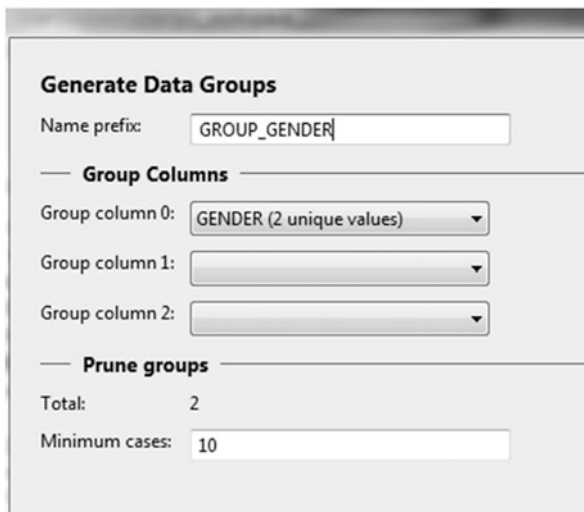 Generate Data Groups
Name prefix: GROUP_GENDER
Group Columns
Group column 0: GENDER (2 unique values)
Group column 1:
Group column 2:
Prune groups
Total: 2
Minimum cases: 10